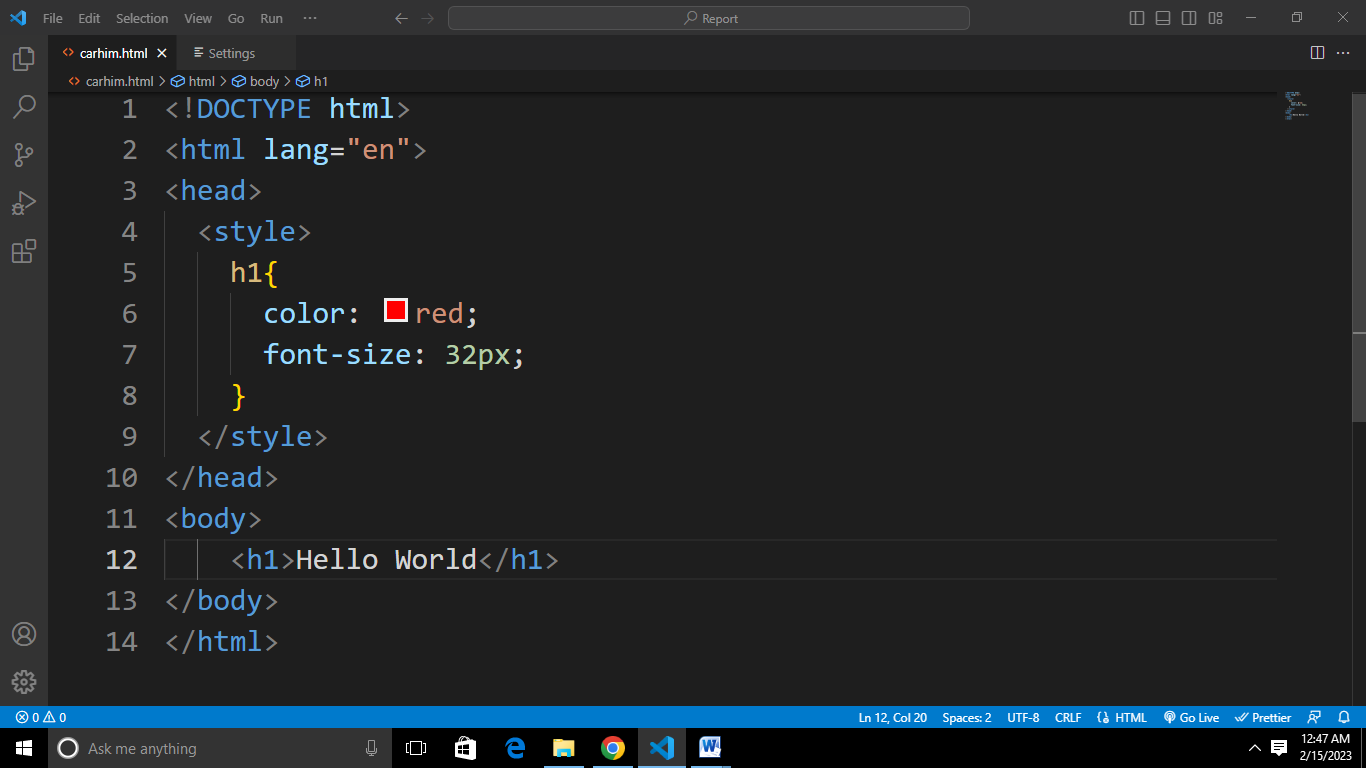 File Edit Selection View Go Run ···
Report
carhim.html Settings
carhim.html > html > body > h1
1 <!DOCTYPE html>
2 <html lang="en">
3 <head>
4   <style>
5     h1{
6       color: red;
7       font-size: 32px;
8     }
9   </style>
10 </head>
11 <body>
12     <h1>Hello World</h1>
13 </body>
14 </html>
0 0 Ln 12, Col 20 Spaces: 2 UTF-8 CRLF HTML Go Live Prettier
Ask me anything
12:47 AM
2/15/2023